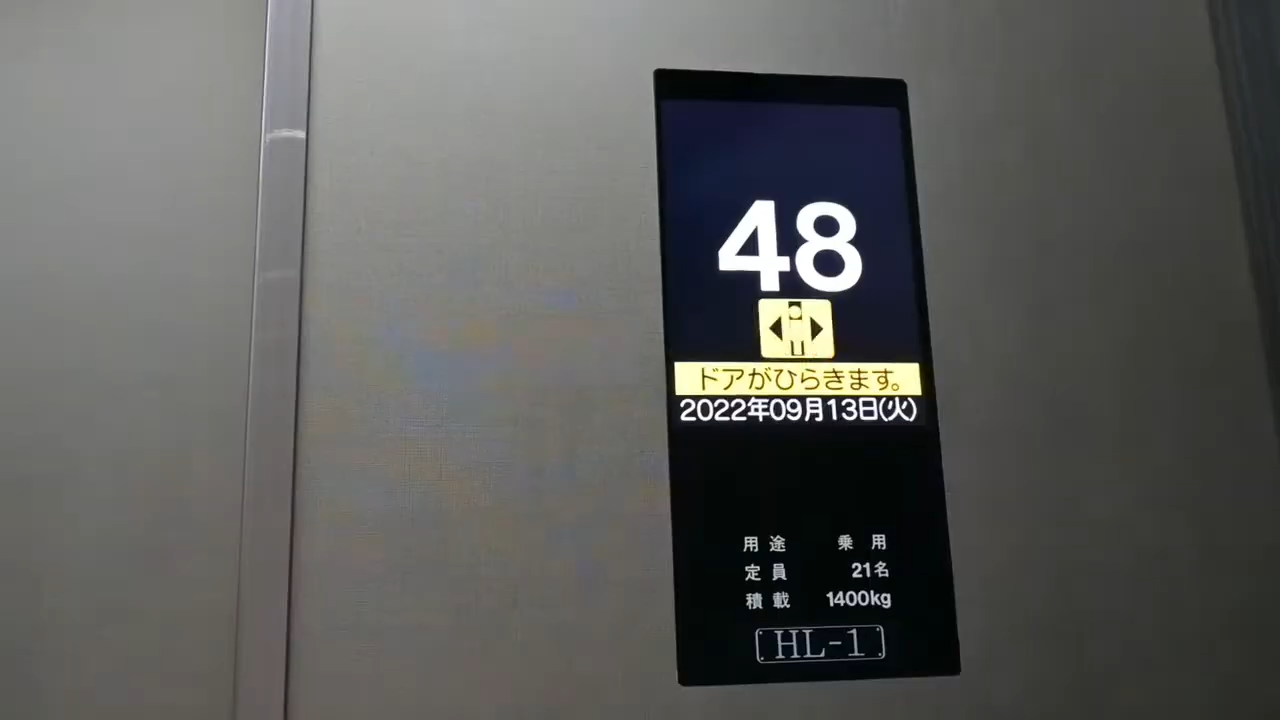 48
ドアがひらきます。
2022年09月13日(火)
用途 乗用
定員 21名
積載 1400kg
HL-1